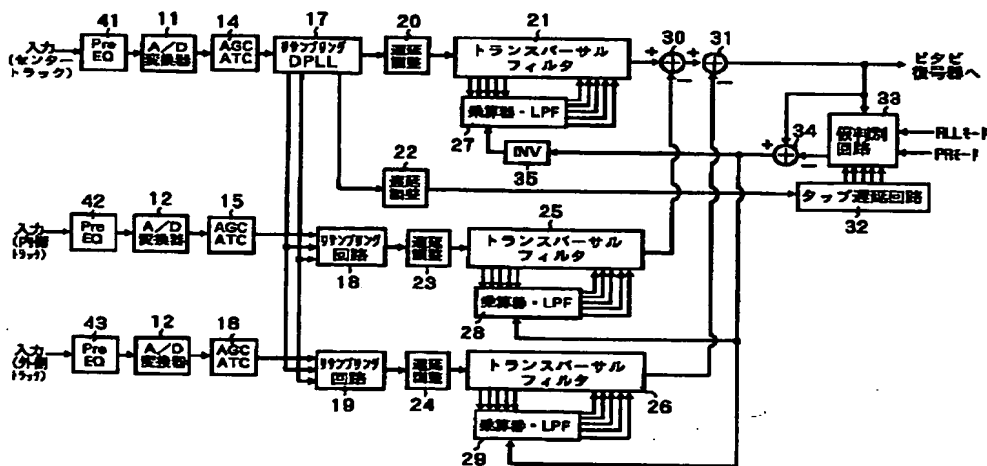 41
11
14
17
20
21
30
31
入力
(センター
トラック)
Pre
EQ
A/D
変換器
AGC
ATC
リサンプリング
DPLL
遅延
調整
トランスバーサル
フィルタ
+
+
−
−
ビタビ
復号器へ
乗算器・LPF
27
INV
35
22
遅延
調整
34
+
−
33
仮判別
回路
RLLモード
PRモード
タップ遅延回路
32
42
12
15
入力
(内側
トラック)
Pre
EQ
A/D
変換器
AGC
ATC
リサンプリング
回路
18
遅延
調整
23
25
トランスバーサル
フィルタ
乗算器・LPF
28
43
12
16
入力
(外側
トラック)
Pre
EQ
A/D
変換器
AGC
ATC
リサンプリング
回路
19
遅延
調整
24
トランスバーサル
フィルタ
26
乗算器・LPF
29